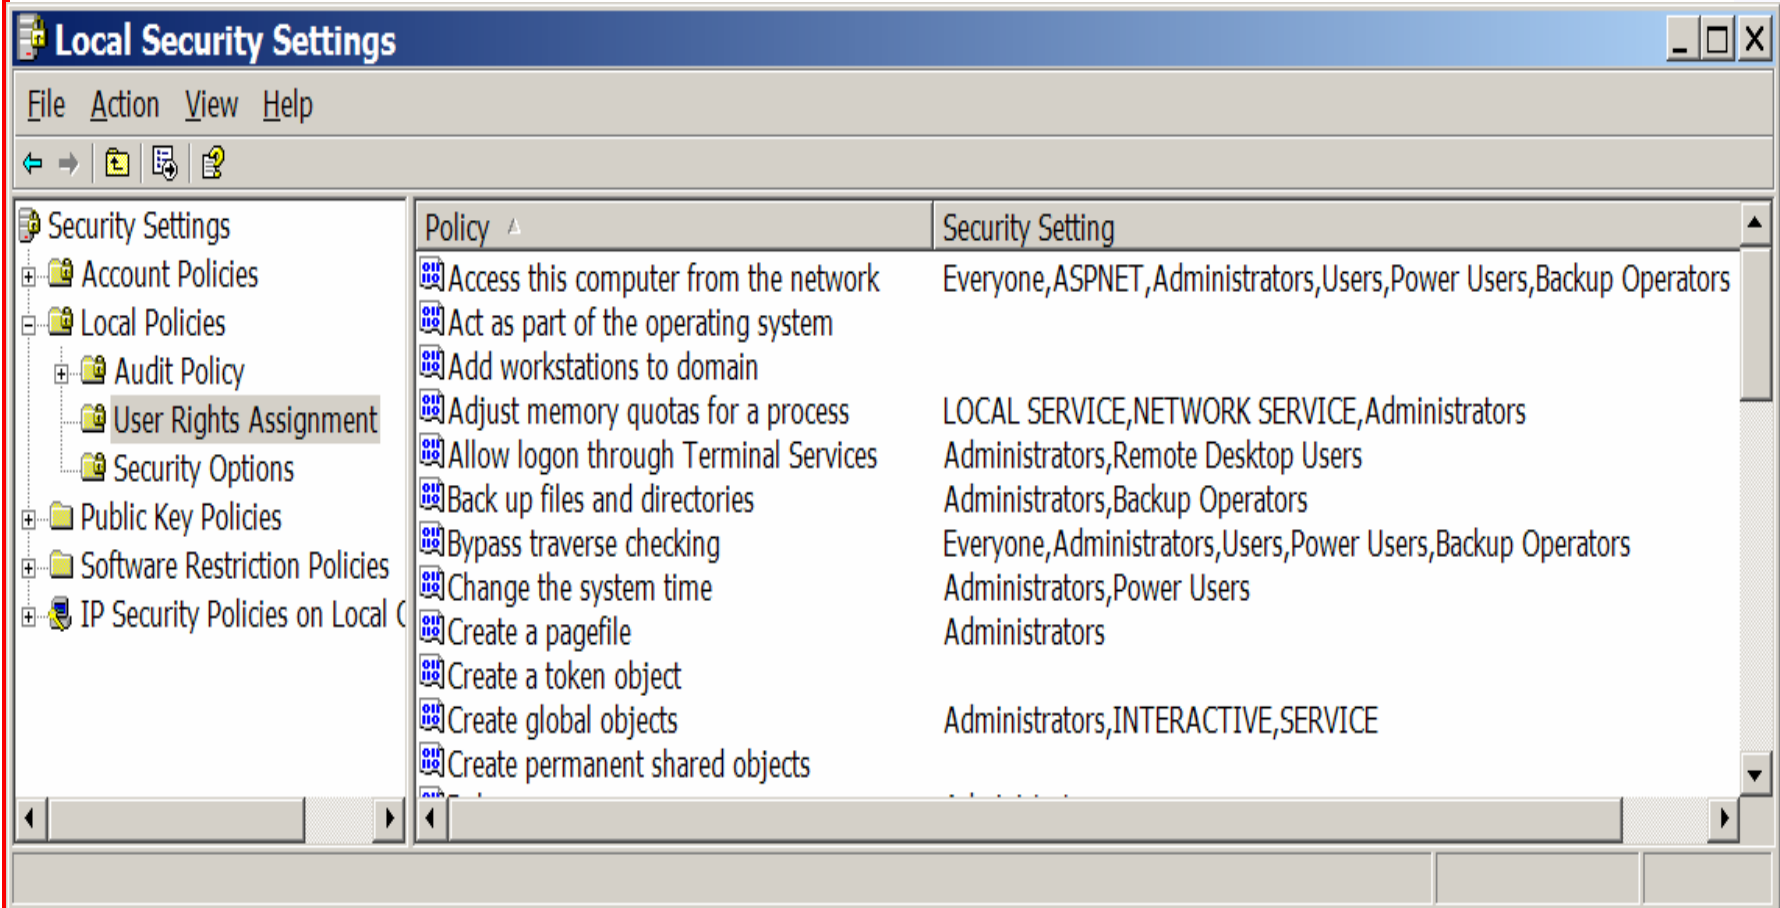 Local Security Settings
File Action View Help
Security Settings
Account Policies
Local Policies
Audit Policy
User Rights Assignment
Security Options
Public Key Policies
Software Restriction Policies
IP Security Policies on Local
Policy Security Setting
Access this computer from the network Everyone,ASPNET,Administrators,Users,Power Users,Backup Operators
Act as part of the operating system
Add workstations to domain
Adjust memory quotas for a process LOCAL SERVICE,NETWORK SERVICE,Administrators
Allow logon through Terminal Services Administrators,Remote Desktop Users
Back up files and directories Administrators,Backup Operators
Bypass traverse checking Everyone,Administrators,Users,Power Users,Backup Operators
Change the system time Administrators,Power Users
Create a pagefile Administrators
Create a token object
Create global objects Administrators,INTERACTIVE,SERVICE
Create permanent shared objects